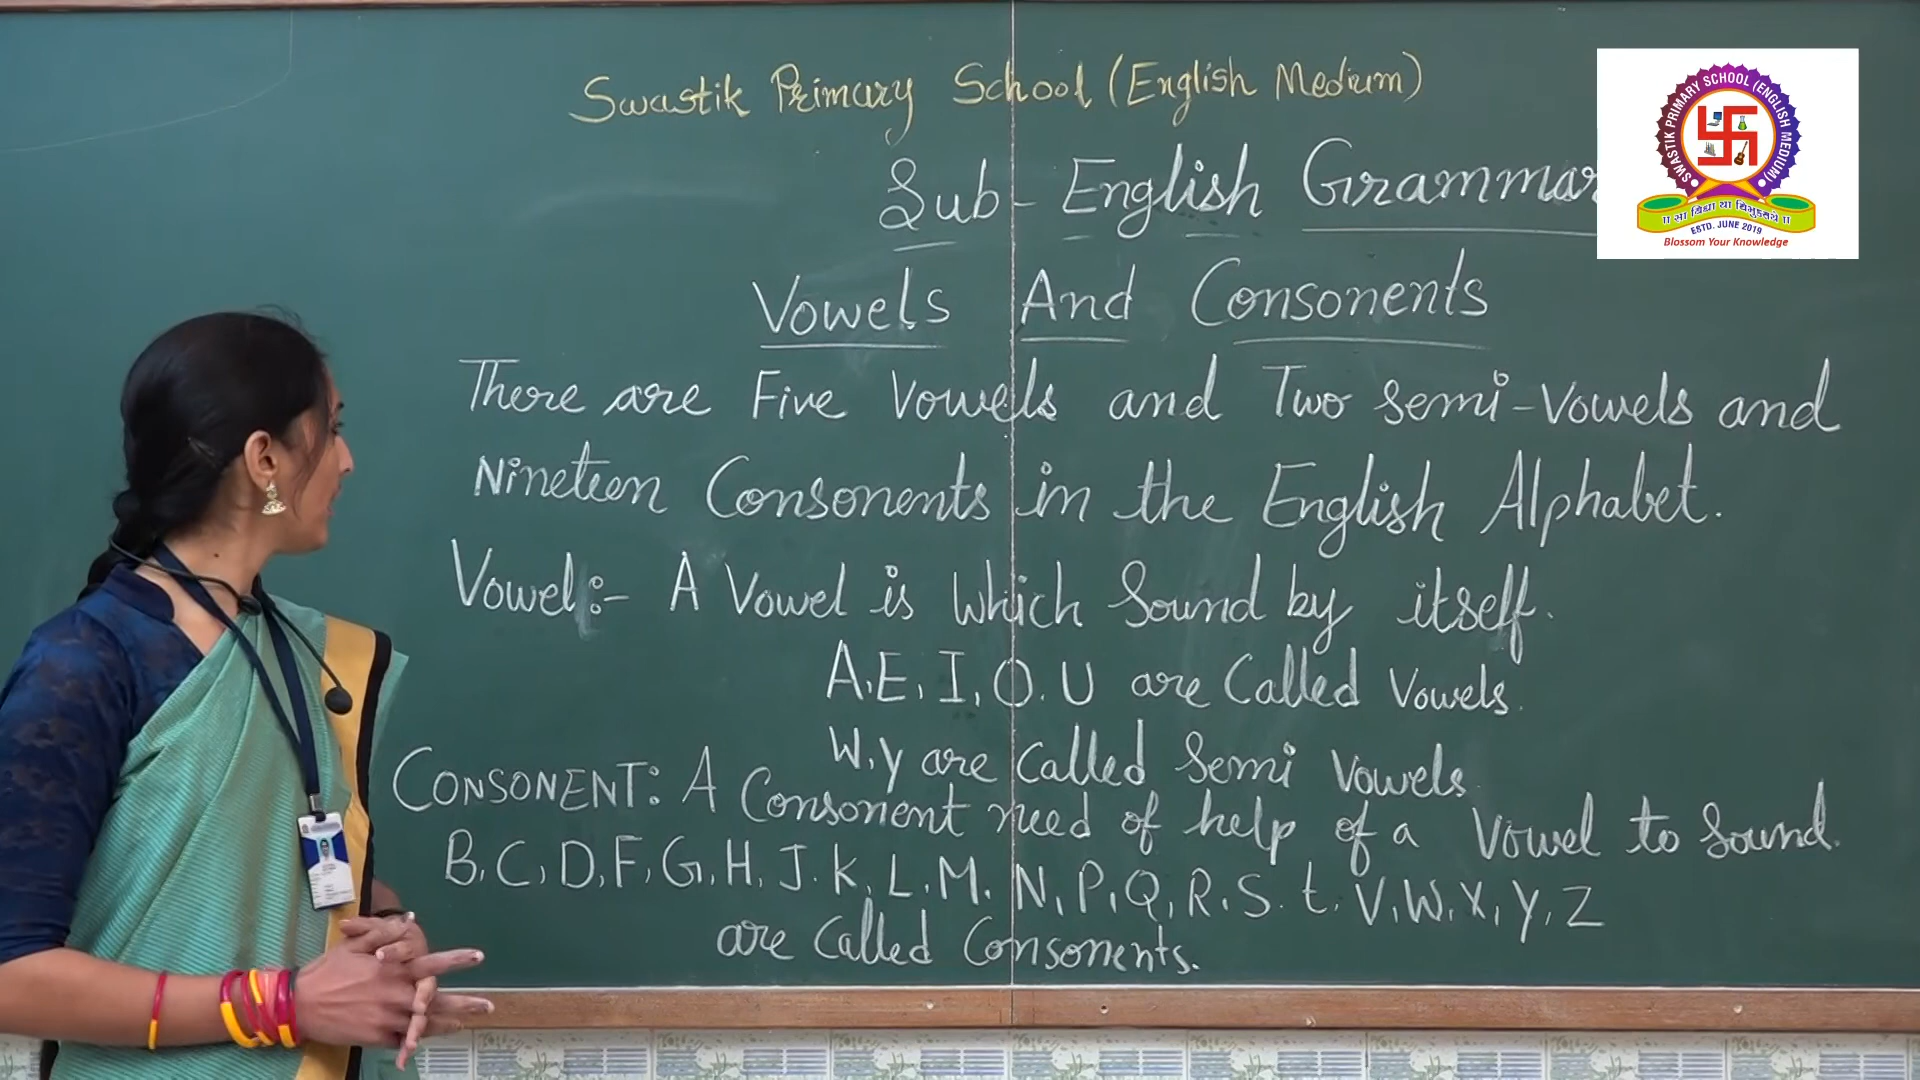 Swastik Primary School (English Medium)
Sub- English Grammar
Vowels And Consonents
There are Five Vowels and Two Semi-Vowels and
Nineteen Consonents in the English Alphabet.
Vowel:- A Vowel is Which Sound by itself.
A, E, I, O, U are Called Vowels.
W, y are Called Semi Vowels.
CONSONENT: A Consonent need of help of a Vowel to Sound.
B, C, D, F, G, H, J, K, L, M, N, P, Q, R, S, t, V, W, X, Y, Z
are Called Consonents.
SWASTIK PRIMARY SCHOOL (ENGLISH MEDIUM)
।। सा विद्या या विमुक्तये ।।
ESTD. JUNE 2019
Blossom Your Knowledge